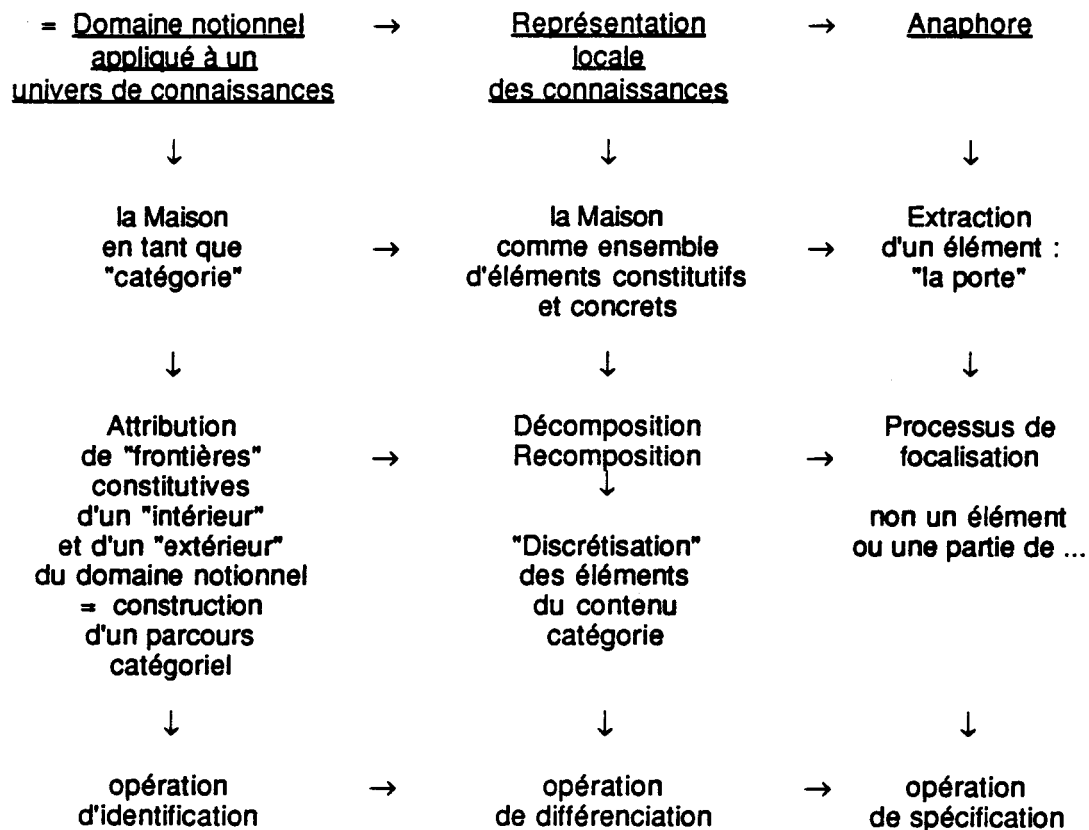 = Domaine notionnel → Représentation → Anaphore
appliqué à un locale
univers de connaissances des connaissances
↓ ↓ ↓
la Maison la Maison Extraction
en tant que → comme ensemble → d'un élément :
"catégorie" d'éléments constitutifs "la porte"
et concrets
↓ ↓ ↓
Attribution Décomposition Processus de
de "frontières" → Recomposition → focalisation
constitutives ↓
d'un "intérieur" non un élément
et d'un "extérieur" "Discrétisation" ou une partie de ...
du domaine notionnel des éléments
= construction du contenu
d'un parcours catégorie
catégoriel
↓ ↓ ↓
opération → opération → opération
d'identification de différenciation de spécification